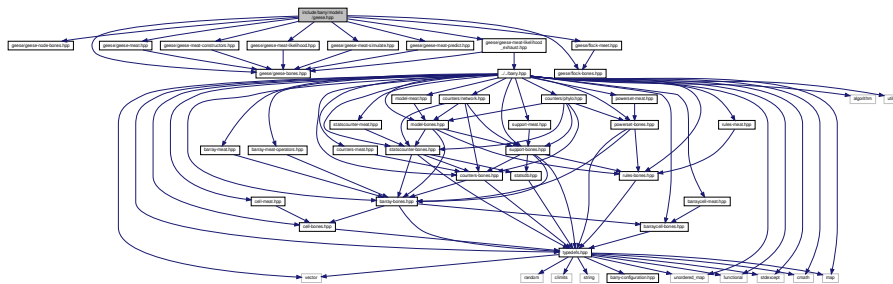 include/barry/models
/geese.hpp
geese/geese-node-bones.hpp
geese/geese-meat.hpp
geese/geese-meat-constructors.hpp
geese/geese-meat-likelihood.hpp
geese/geese-meat-simulate.hpp
geese/geese-meat-predict.hpp
geese/geese-meat-likelihood
_exhaust.hpp
geese/flock-meet.hpp
geese/geese-bones.hpp
../../barry.hpp
geese/flock-bones.hpp
model-meat.hpp
counters/network.hpp
counters/phylo.hpp
powerset-meat.hpp
algorithm
statscounter-meat.hpp
model-bones.hpp
support-meat.hpp
powerset-bones.hpp
rules-meat.hpp
barray-meat.hpp
barray-meat-operators.hpp
counters-meat.hpp
statscounter-bones.hpp
support-bones.hpp
counters-bones.hpp
statsdb.hpp
rules-bones.hpp
cell-meat.hpp
barray-bones.hpp
barraycell-meat.hpp
cell-bones.hpp
barraycell-bones.hpp
typedefs.hpp
vector
random
climits
string
barry-configuration.hpp
unordered_map
functional
stdexcept
cmath
map